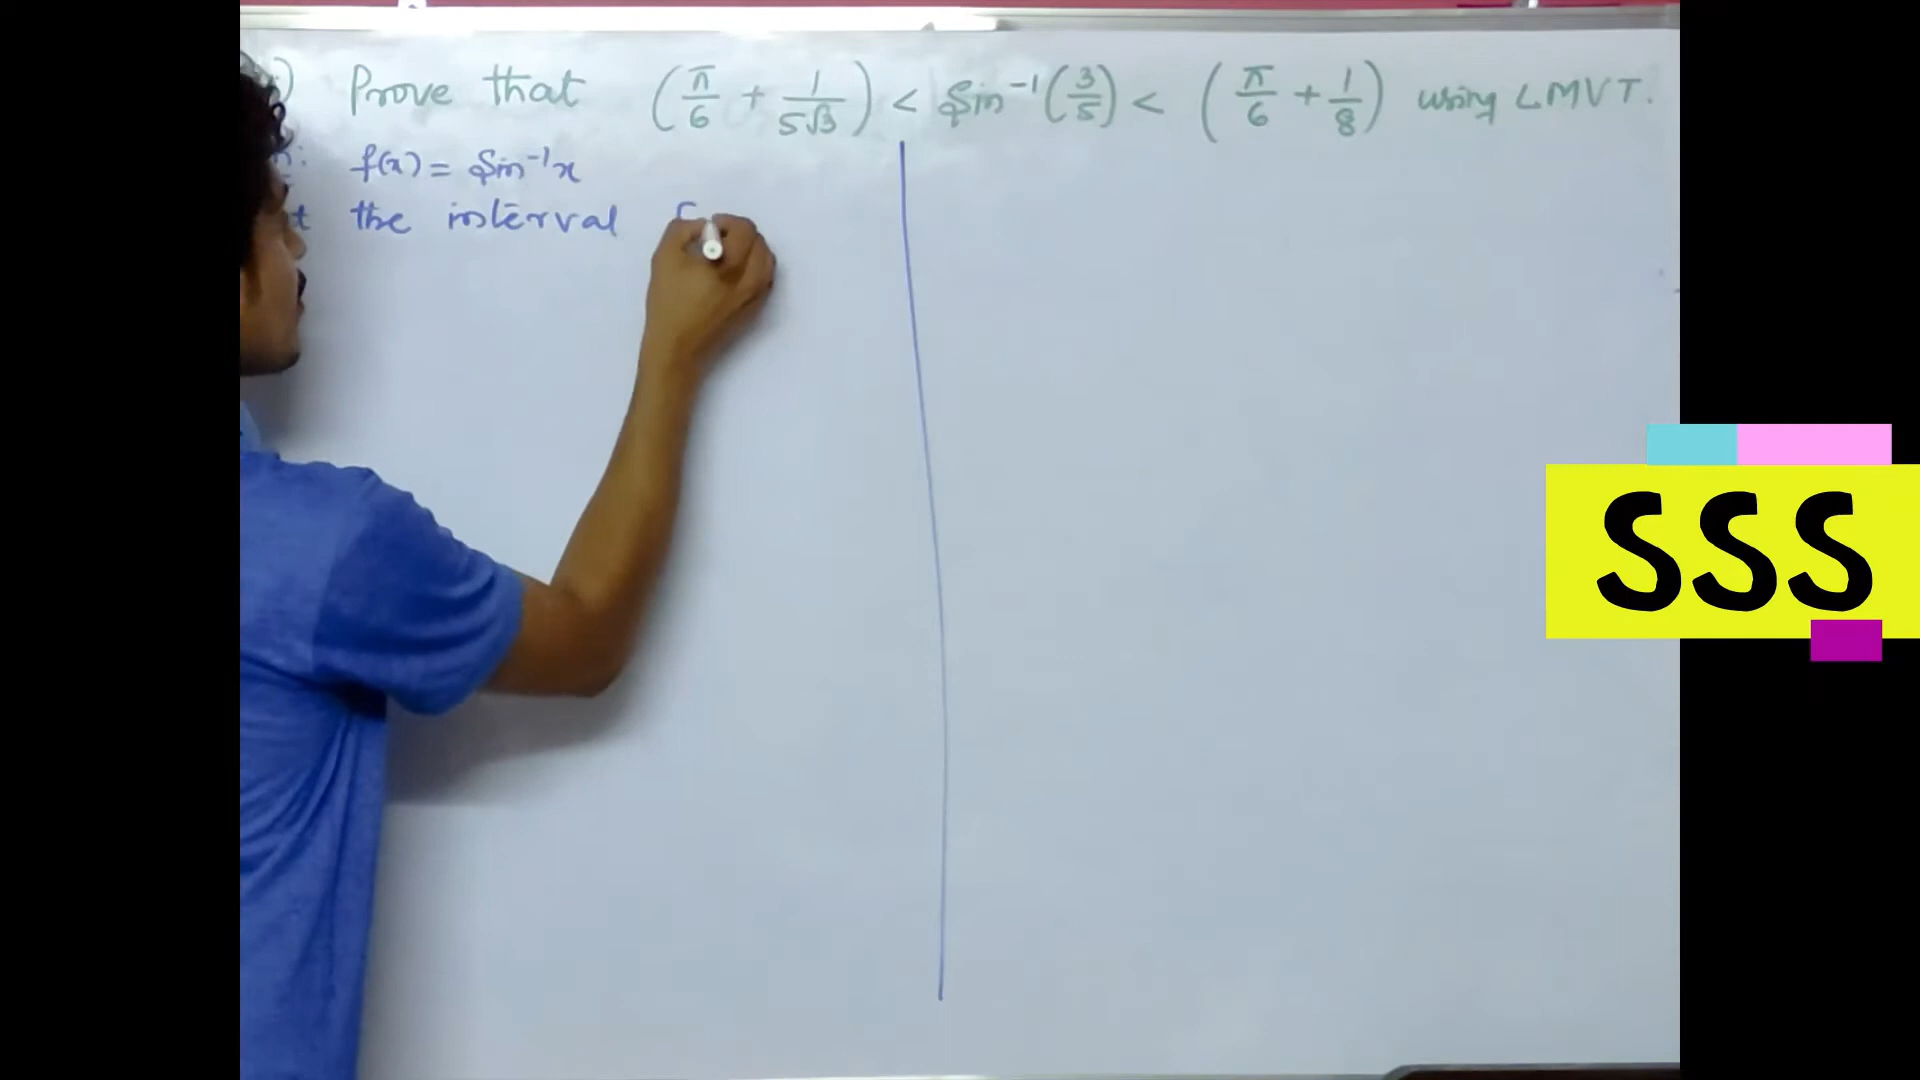 ) Prove that (π/6 + 1/5√3) < Sin⁻¹(3/5) < (π/6 + 1/8) using LMVT.
: f(x) = Sin⁻¹x
t the interval [
SSS